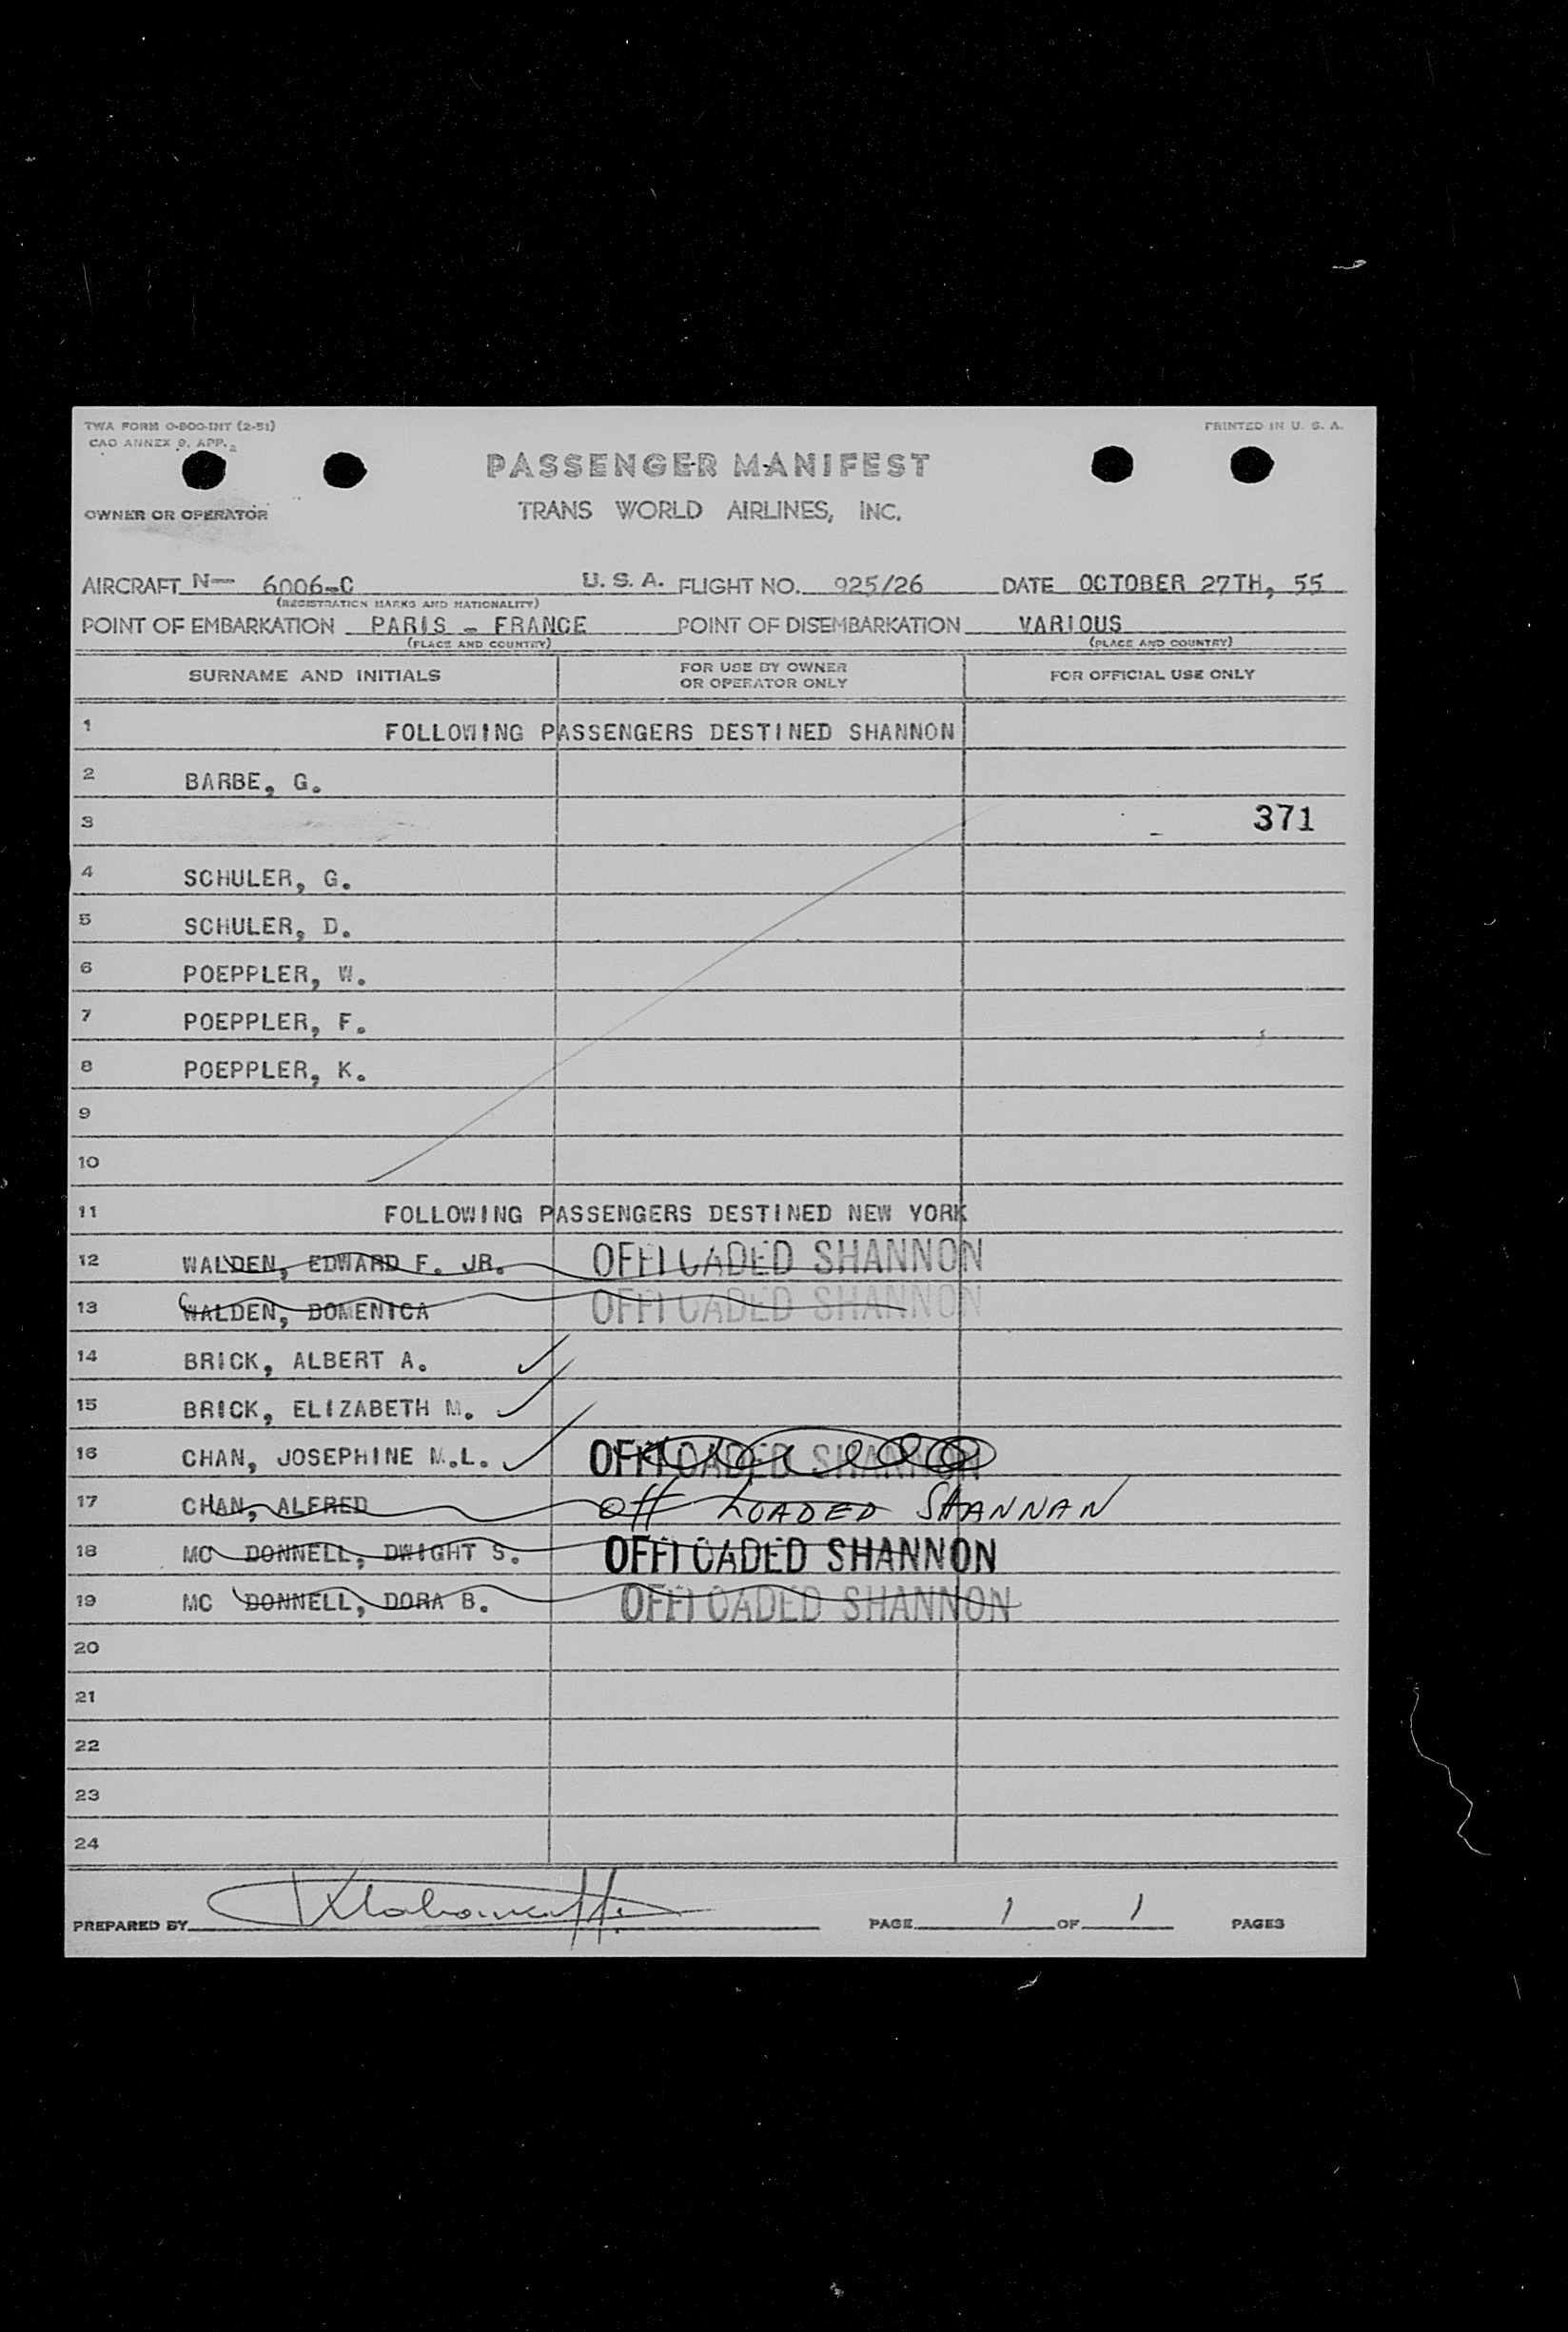 TWA FORM O-800-INT (2-51)
CAO ANNEX 9, APP. 2
PRINTED IN U. S. A.
PASSENGER MANIFEST
OWNER OR OPERATOR TRANS WORLD AIRLINES, INC.
AIRCRAFT N— 6006-C U. S. A. FLIGHT NO. 925/26 DATE OCTOBER 27TH, 55
(REGISTRATION MARKS AND NATIONALITY)
POINT OF EMBARKATION PARIS - FRANCE POINT OF DISEMBARKATION VARIOUS
(PLACE AND COUNTRY) (PLACE AND COUNTRY)
SURNAME AND INITIALS FOR USE BY OWNER OR OPERATOR ONLY FOR OFFICIAL USE ONLY
1 FOLLOWING PASSENGERS DESTINED SHANNON
2 BARBE, G.
3 371
4 SCHULER, G.
5 SCHULER, D.
6 POEPPLER, W.
7 POEPPLER, F.
8 POEPPLER, K.
9
10
11 FOLLOWING PASSENGERS DESTINED NEW YORK
12 WALDEN, EDWARD F. JR. OFFLOADED SHANNON
13 WALDEN, DOMENICA OFFLOADED SHANNON
14 BRICK, ALBERT A. ✓
15 BRICK, ELIZABETH M. ✓
16 CHAN, JOSEPHINE M.L. ✓ OFFLOADED SHANNON
17 CHAN, ALFRED Off LOADED SHANNAN
18 MC DONNELL, DWIGHT S. OFFLOADED SHANNON
19 MC DONNELL, DORA B. OFFLOADED SHANNON
20
21
22
23
24
PREPARED BY PAGE 1 OF 1 PAGES